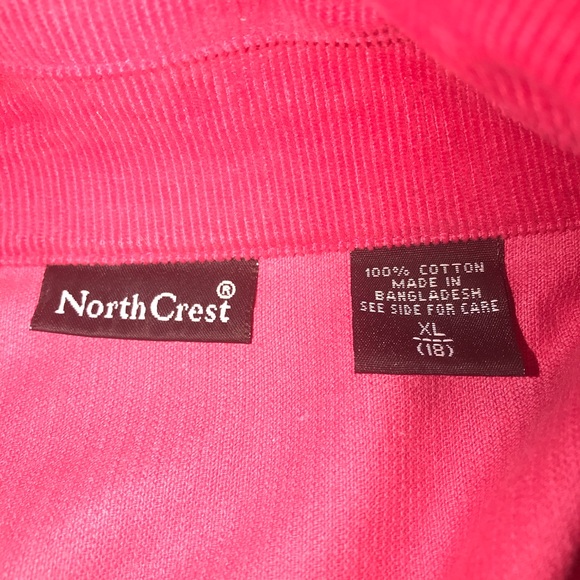 NorthCrest®
100% COTTON
MADE IN
BANGLADESH
SEE SIDE FOR CARE
XL
(18)